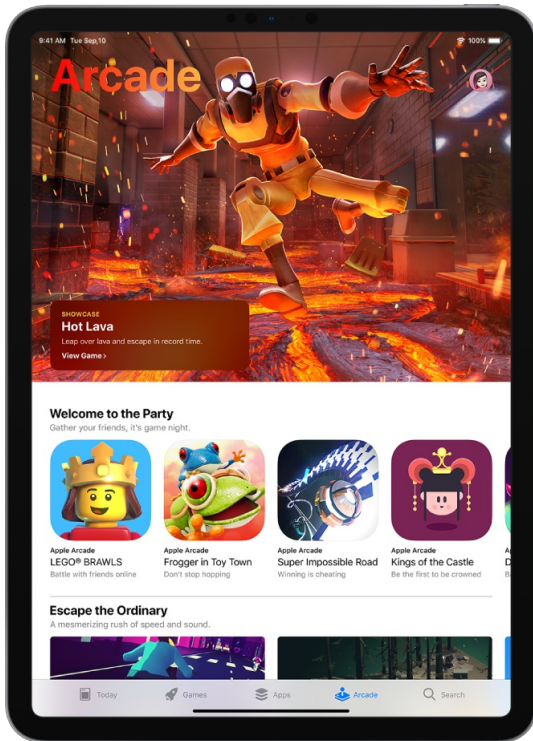 9:41 AM Tue Sep 10
100%
Arcade
SHOWCASE
Hot Lava
Leap over lava and escape in record time.
View Game >
Welcome to the Party
Gather your friends, it's game night.
Apple Arcade
LEGO® BRAWLS
Battle with friends online
Apple Arcade
Frogger in Toy Town
Don't stop hopping
Apple Arcade
Super Impossible Road
Winning is cheating
Apple Arcade
Kings of the Castle
Be the first to be crowned
Escape the Ordinary
A mesmerizing rush of speed and sound.
Today
Games
Apps
Arcade
Search